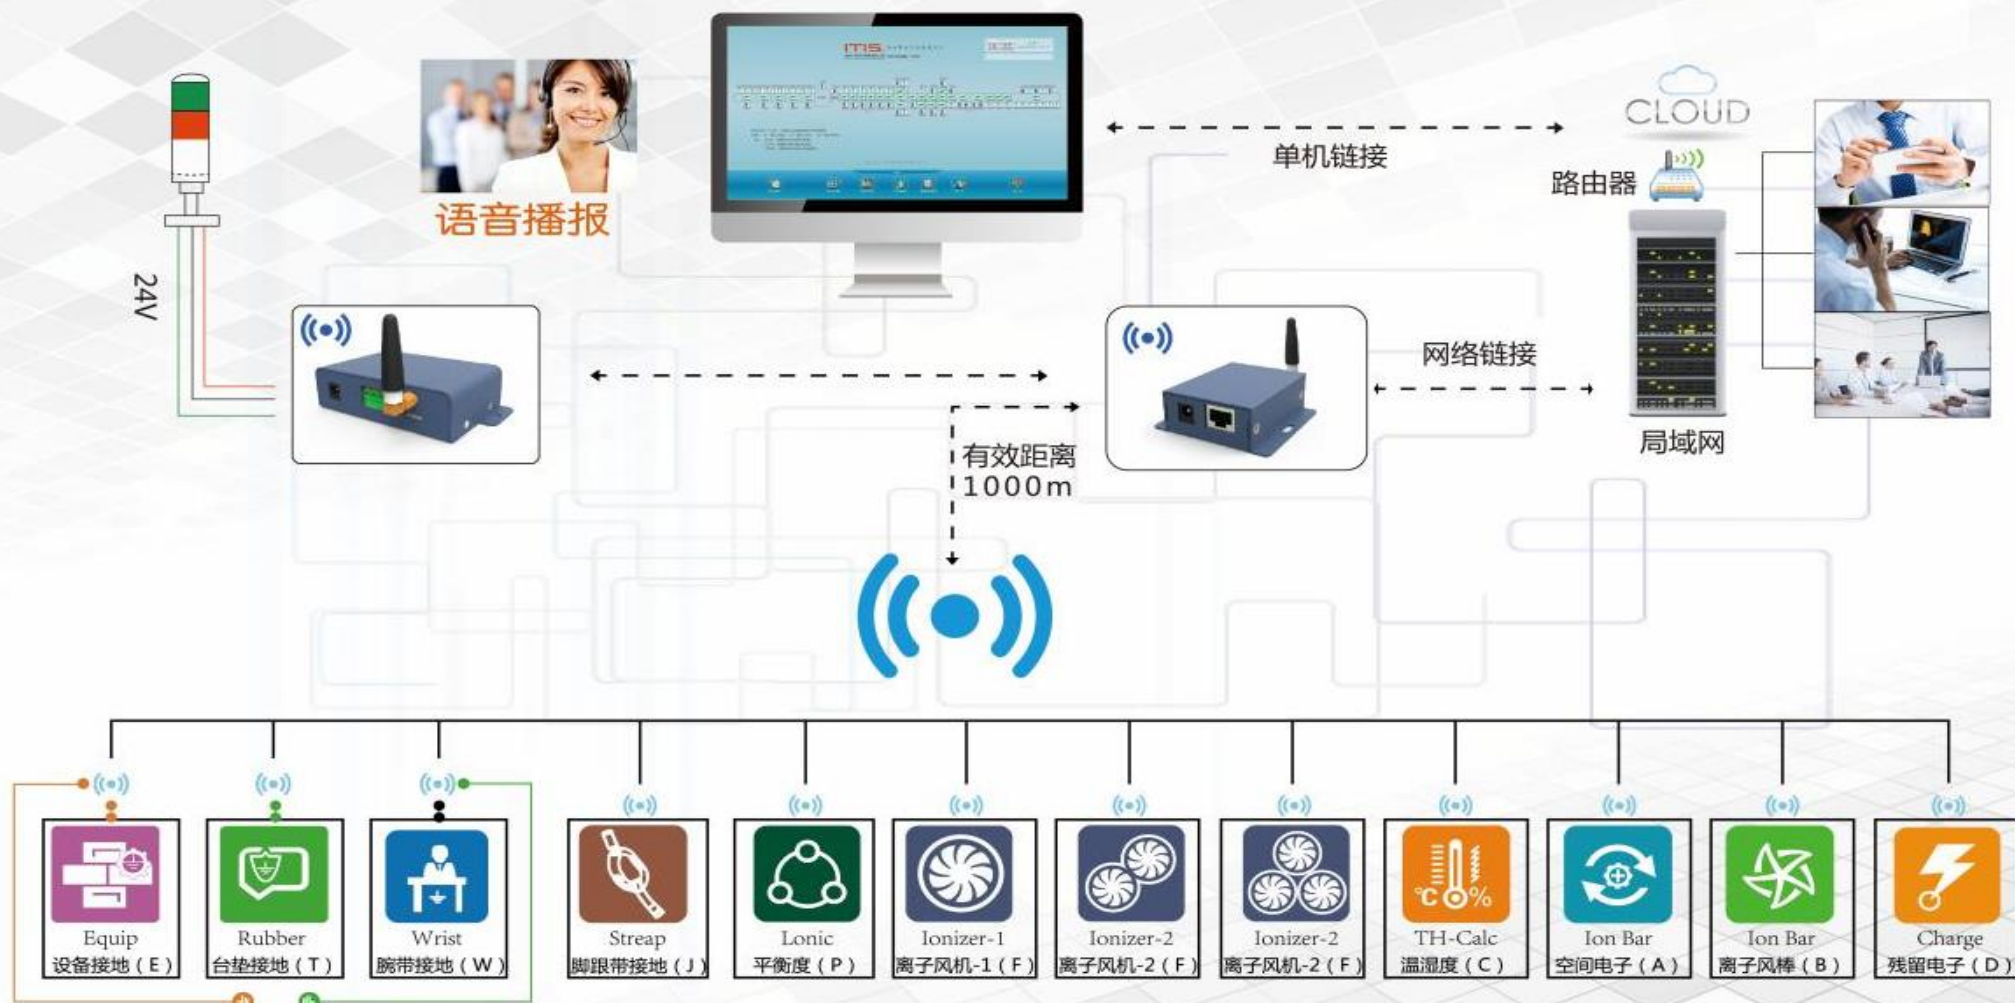 ITIS
CLOUD
单机链接
路由器
语音播报
24V
网络链接
局域网
有效距离
1000m
Equip
设备接地(E)
Rubber
台垫接地(T)
Wrist
腕带接地(W)
Streap
脚跟带接地(J)
Lonic
平衡度(P)
Ionizer-1
离子风机-1(F)
Ionizer-2
离子风机-2(F)
Ionizer-2
离子风机-2(F)
°C %
TH-Calc
温湿度(C)
Ion Bar
空间电子(A)
Ion Bar
离子风棒(B)
Charge
残留电子(D)